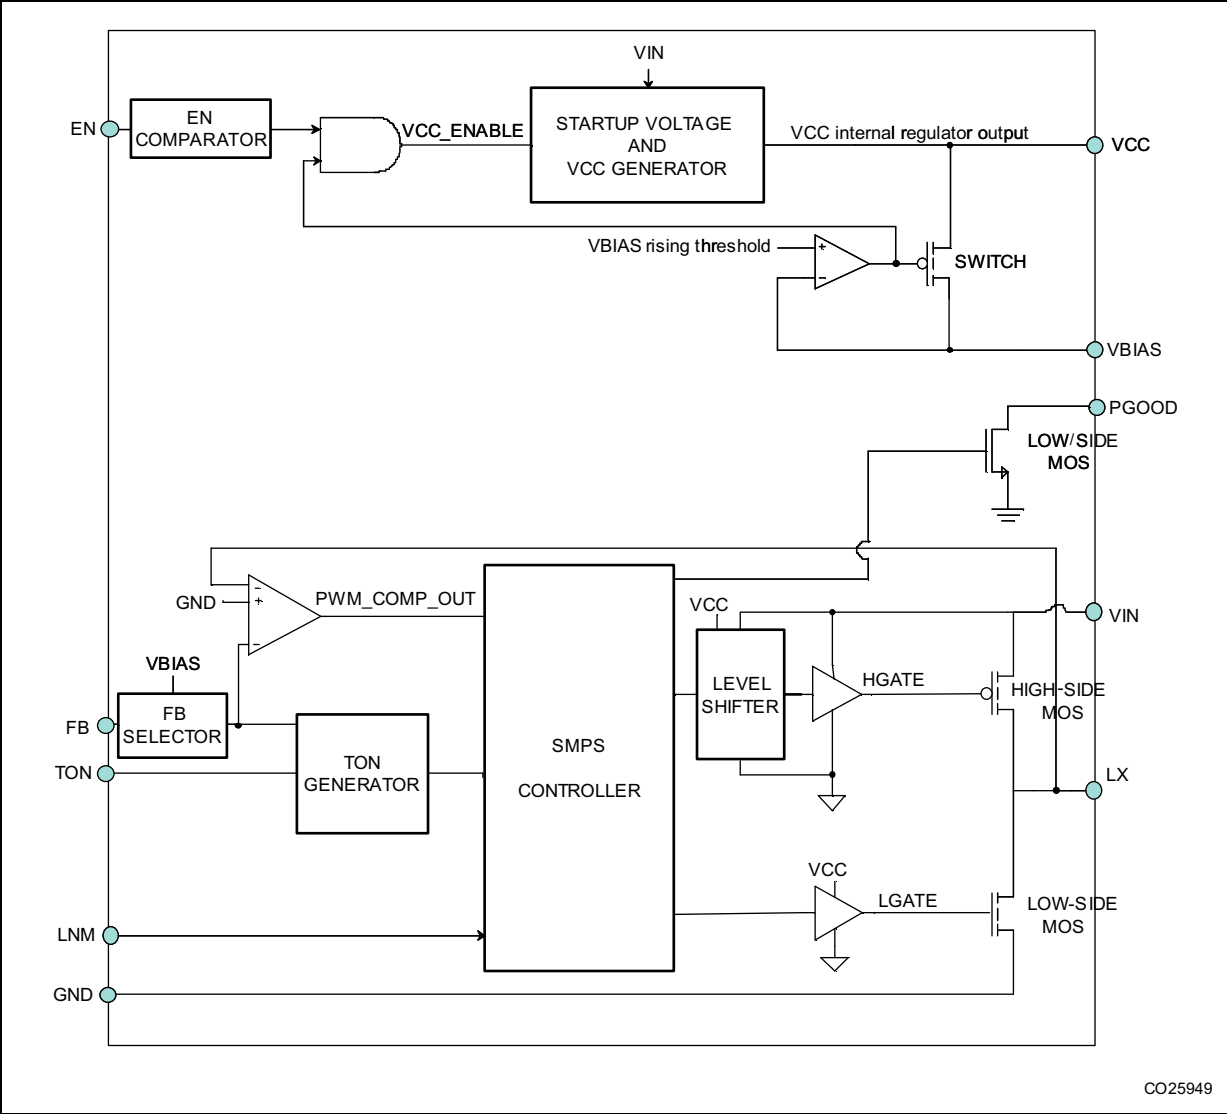 VIN
EN
EN
COMPARATOR
VCC_ENABLE
STARTUP VOLTAGE
AND
VCC GENERATOR
VCC internal regulator output
VCC
VBIAS rising threshold
+
-
SWITCH
VBIAS
PGOOD
LOW/SIDE
MOS
-
GND
+
-
PWM_COMP_OUT
VCC
VIN
VBIAS
FB
FB
SELECTOR
TON
TON
GENERATOR
SMPS
CONTROLLER
LEVEL
SHIFTER
HGATE
HIGH-SIDE
MOS
LX
VCC
LGATE
LOW-SIDE
MOS
LNM
GND
CO25949